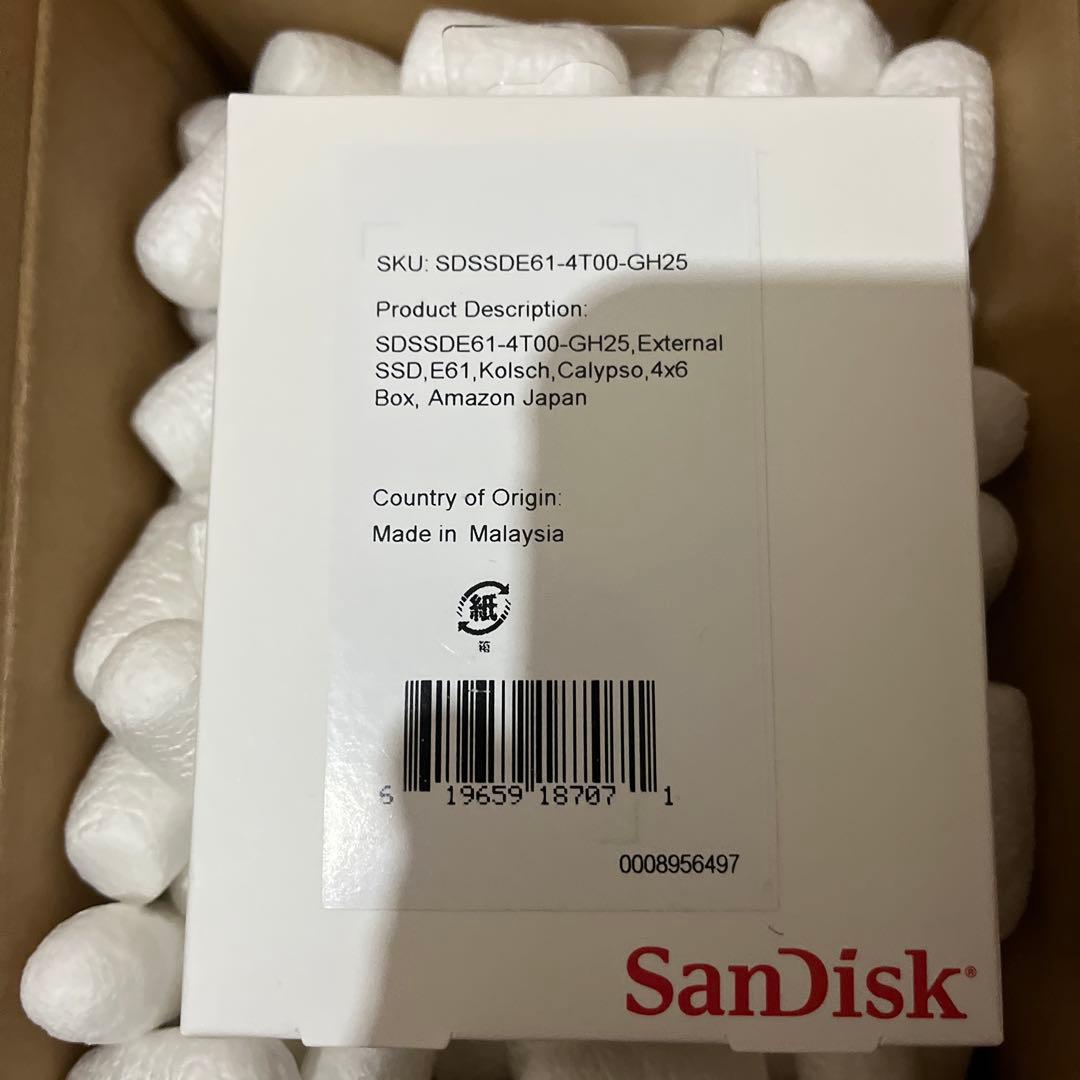 SKU: SDSSDE61-4T00-GH25
Product Description:
SDSSDE61-4T00-GH25,External
SSD,E61,Kolsch,Calypso,4x6
Box, Amazon Japan
Country of Origin:
Made in Malaysia
紙
箱
6 19659 18707 1
0008956497
SanDisk®